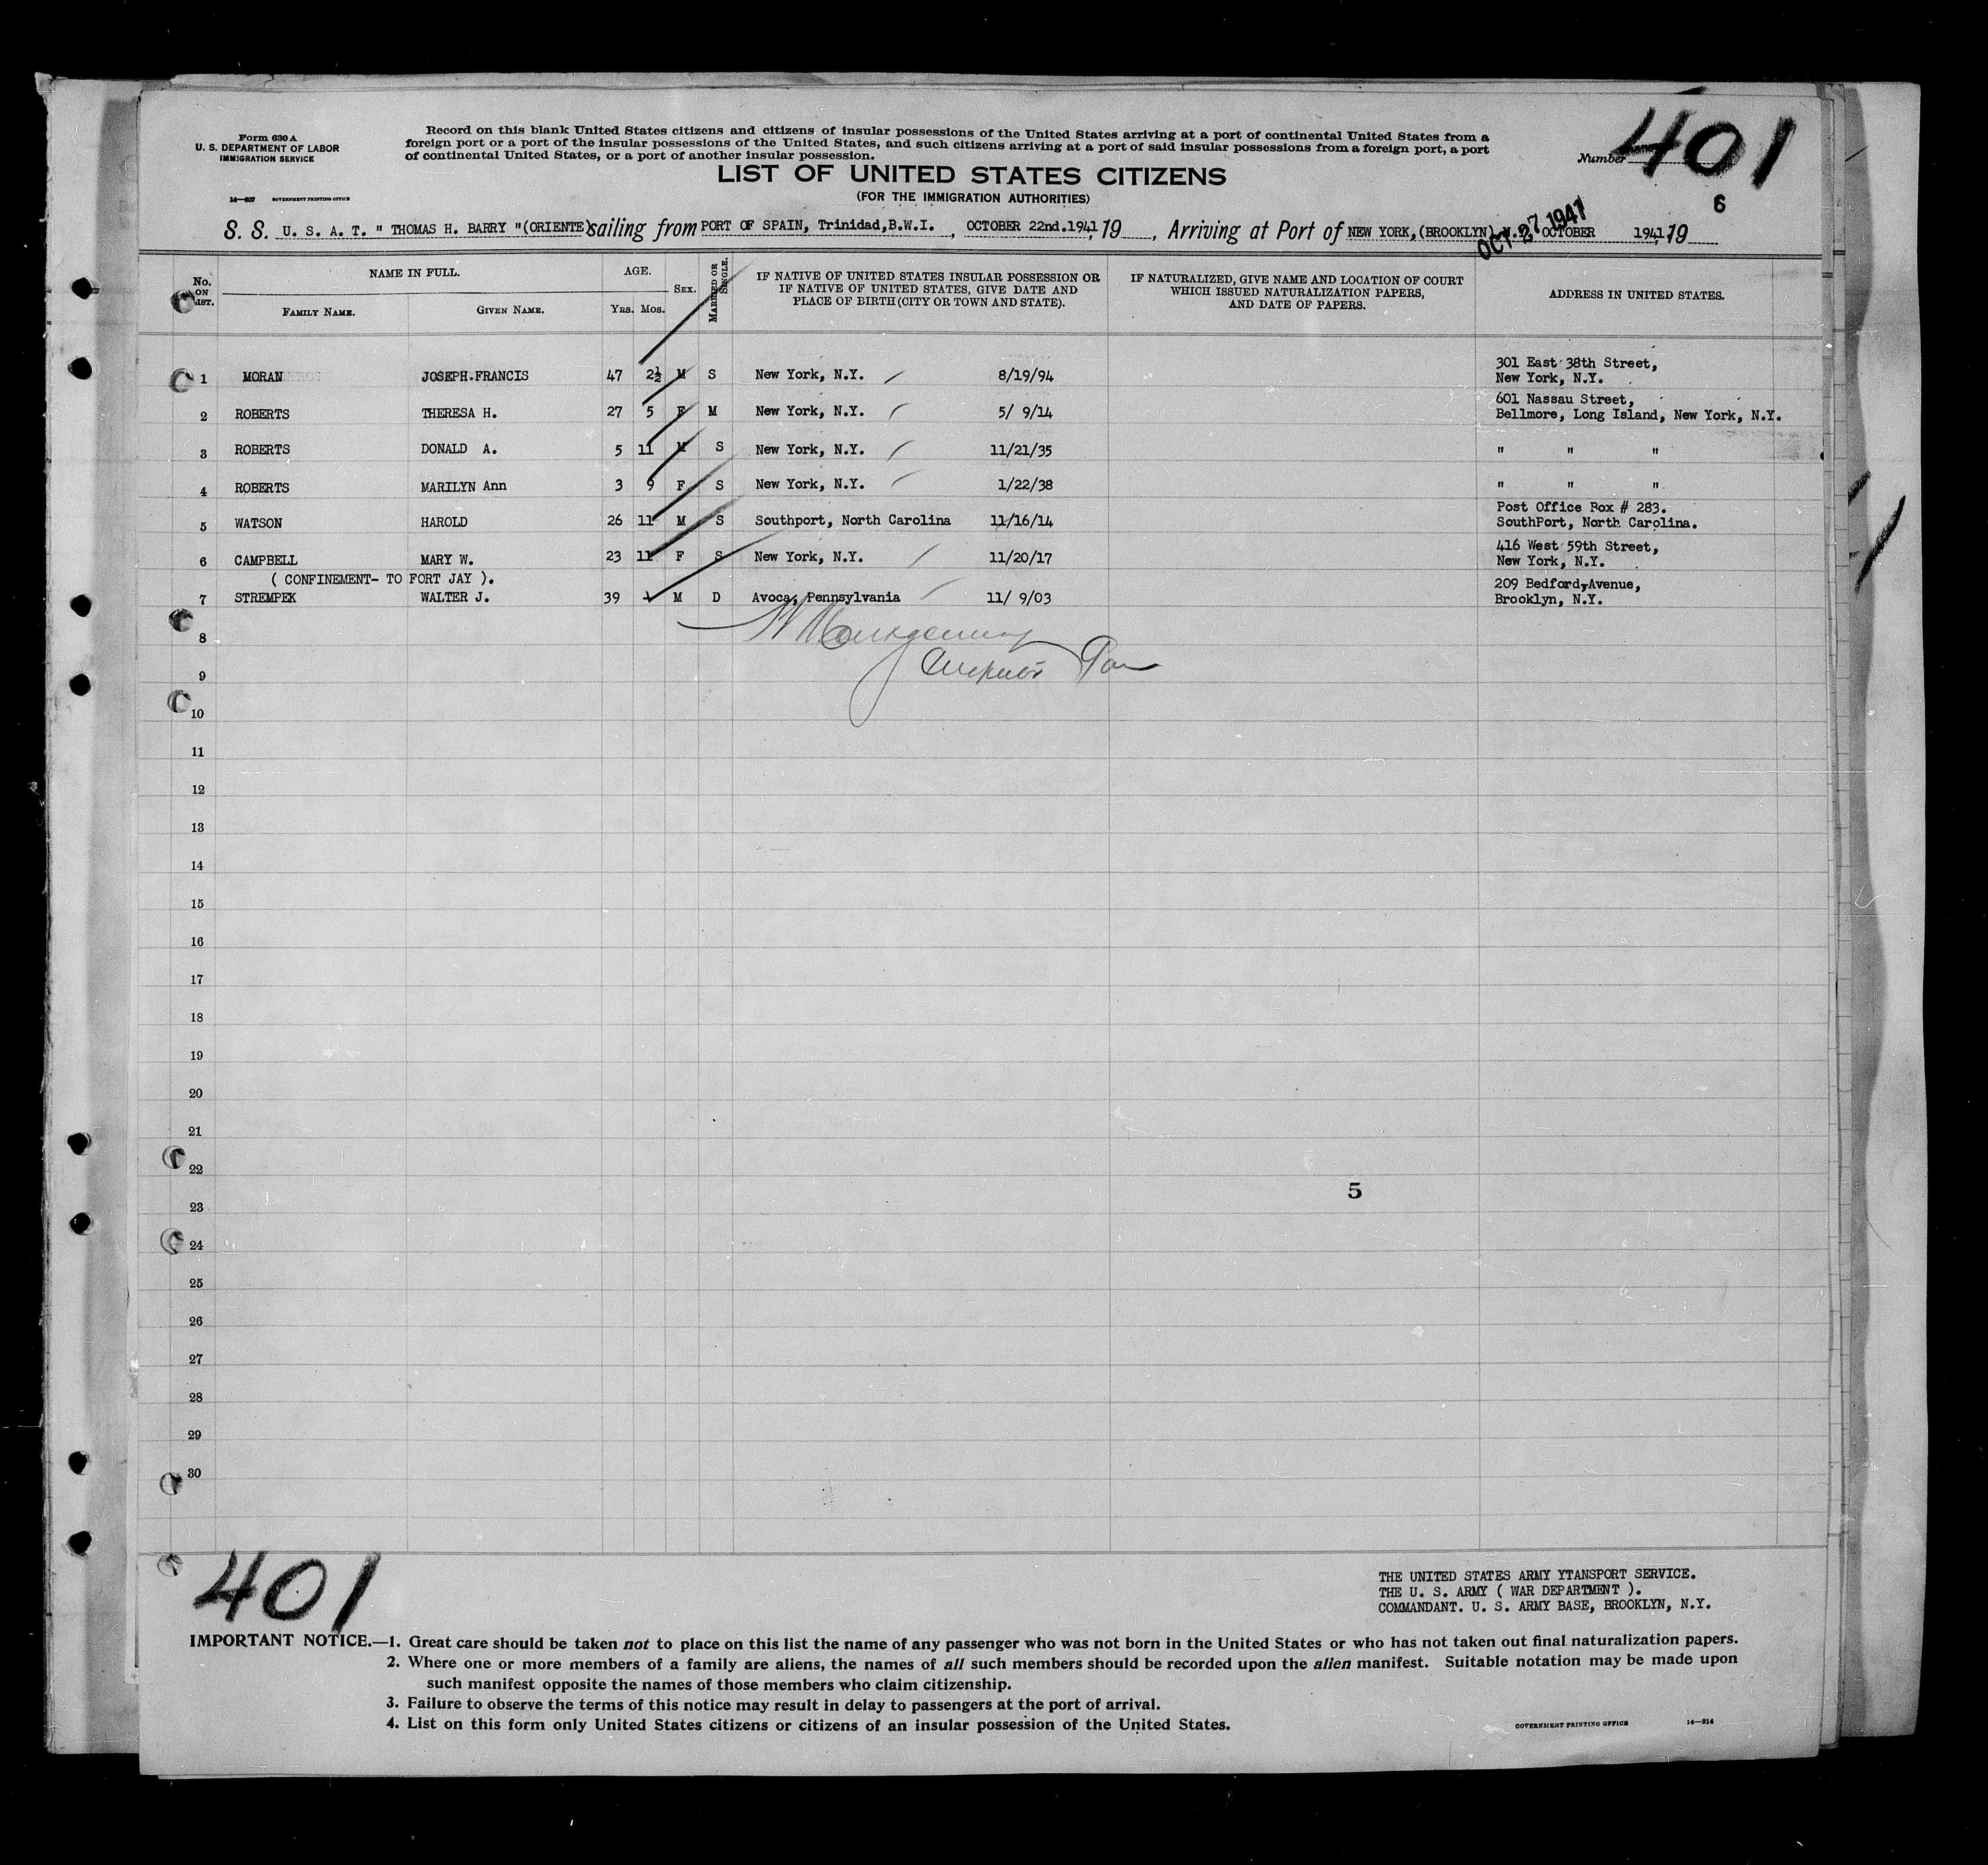 Form 630 A
U. S. DEPARTMENT OF LABOR
IMMIGRATION SERVICE
14—607 GOVERNMENT PRINTING OFFICE
Record on this blank United States citizens and citizens of insular possessions of the United States arriving at a port of continental United States from a
foreign port or a port of the insular possessions of the United States, and such citizens arriving at a port of said insular possessions from a foreign port, a port
of continental United States, or a port of another insular possession.
Number 401
LIST OF UNITED STATES CITIZENS
(FOR THE IMMIGRATION AUTHORITIES)
6
OCT 27 1941
S. S. U. S. A. T. " THOMAS H. BARRY "(ORIENTE) sailing from PORT OF SPAIN, Trinidad,B.W.I. , OCTOBER 22nd.1941, 19 , Arriving at Port of NEW YORK,(BROOKLYN) OCTOBER 1941, 19
No. ON LIST. NAME IN FULL. AGE. SEX. MARRIED OR SINGLE. IF NATIVE OF UNITED STATES INSULAR POSSESSION OR IF NATIVE OF UNITED STATES, GIVE DATE AND PLACE OF BIRTH (CITY OR TOWN AND STATE). IF NATURALIZED, GIVE NAME AND LOCATION OF COURT WHICH ISSUED NATURALIZATION PAPERS, AND DATE OF PAPERS. ADDRESS IN UNITED STATES.
FAMILY NAME. GIVEN NAME. YRS. MOS.
1 MORAN JOSEPH.FRANCIS 47 2½ M S New York, N.Y. 8/19/94 301 East 38th Street,
New York, N.Y.
2 ROBERTS THERESA H. 27 5 F M New York, N.Y. 5/ 9/14 601 Nassau Street,
Bellmore, Long Island, New York, N.Y.
3 ROBERTS DONALD A. 5 11 M S New York, N.Y. 11/21/35 " " "
4 ROBERTS MARILYN Ann 3 9 F S New York, N.Y. 1/22/38 " " "
5 WATSON HAROLD 26 11 M S Southport, North Carolina 11/16/14 Post Office Box # 283.
SouthPort, North Carolina.
6 CAMPBELL MARY W. 23 11 F S New York, N.Y. 11/20/17 416 West 59th Street,
New York, N.Y.
( CONFINEMENT- TO FORT JAY ).
7 STREMPEK WALTER J. 39 M D Avoca, Pennsylvania 11/ 9/03 209 Bedford Avenue,
Brooklyn, N.Y.
8
9
10
11
12
13
14
15
16
17
18
19
20
21
22
5
23
24
25
26
27
28
29
30
401
THE UNITED STATES ARMY YTANSPORT SERVICE.
THE U. S. ARMY ( WAR DEPARTMENT ).
COMMANDANT. U. S. ARMY BASE, BROOKLYN, N.Y.
IMPORTANT NOTICE.—1. Great care should be taken not to place on this list the name of any passenger who was not born in the United States or who has not taken out final naturalization papers.
2. Where one or more members of a family are aliens, the names of all such members should be recorded upon the alien manifest. Suitable notation may be made upon
such manifest opposite the names of those members who claim citizenship.
3. Failure to observe the terms of this notice may result in delay to passengers at the port of arrival.
4. List on this form only United States citizens or citizens of an insular possession of the United States.
GOVERNMENT PRINTING OFFICE 14—914